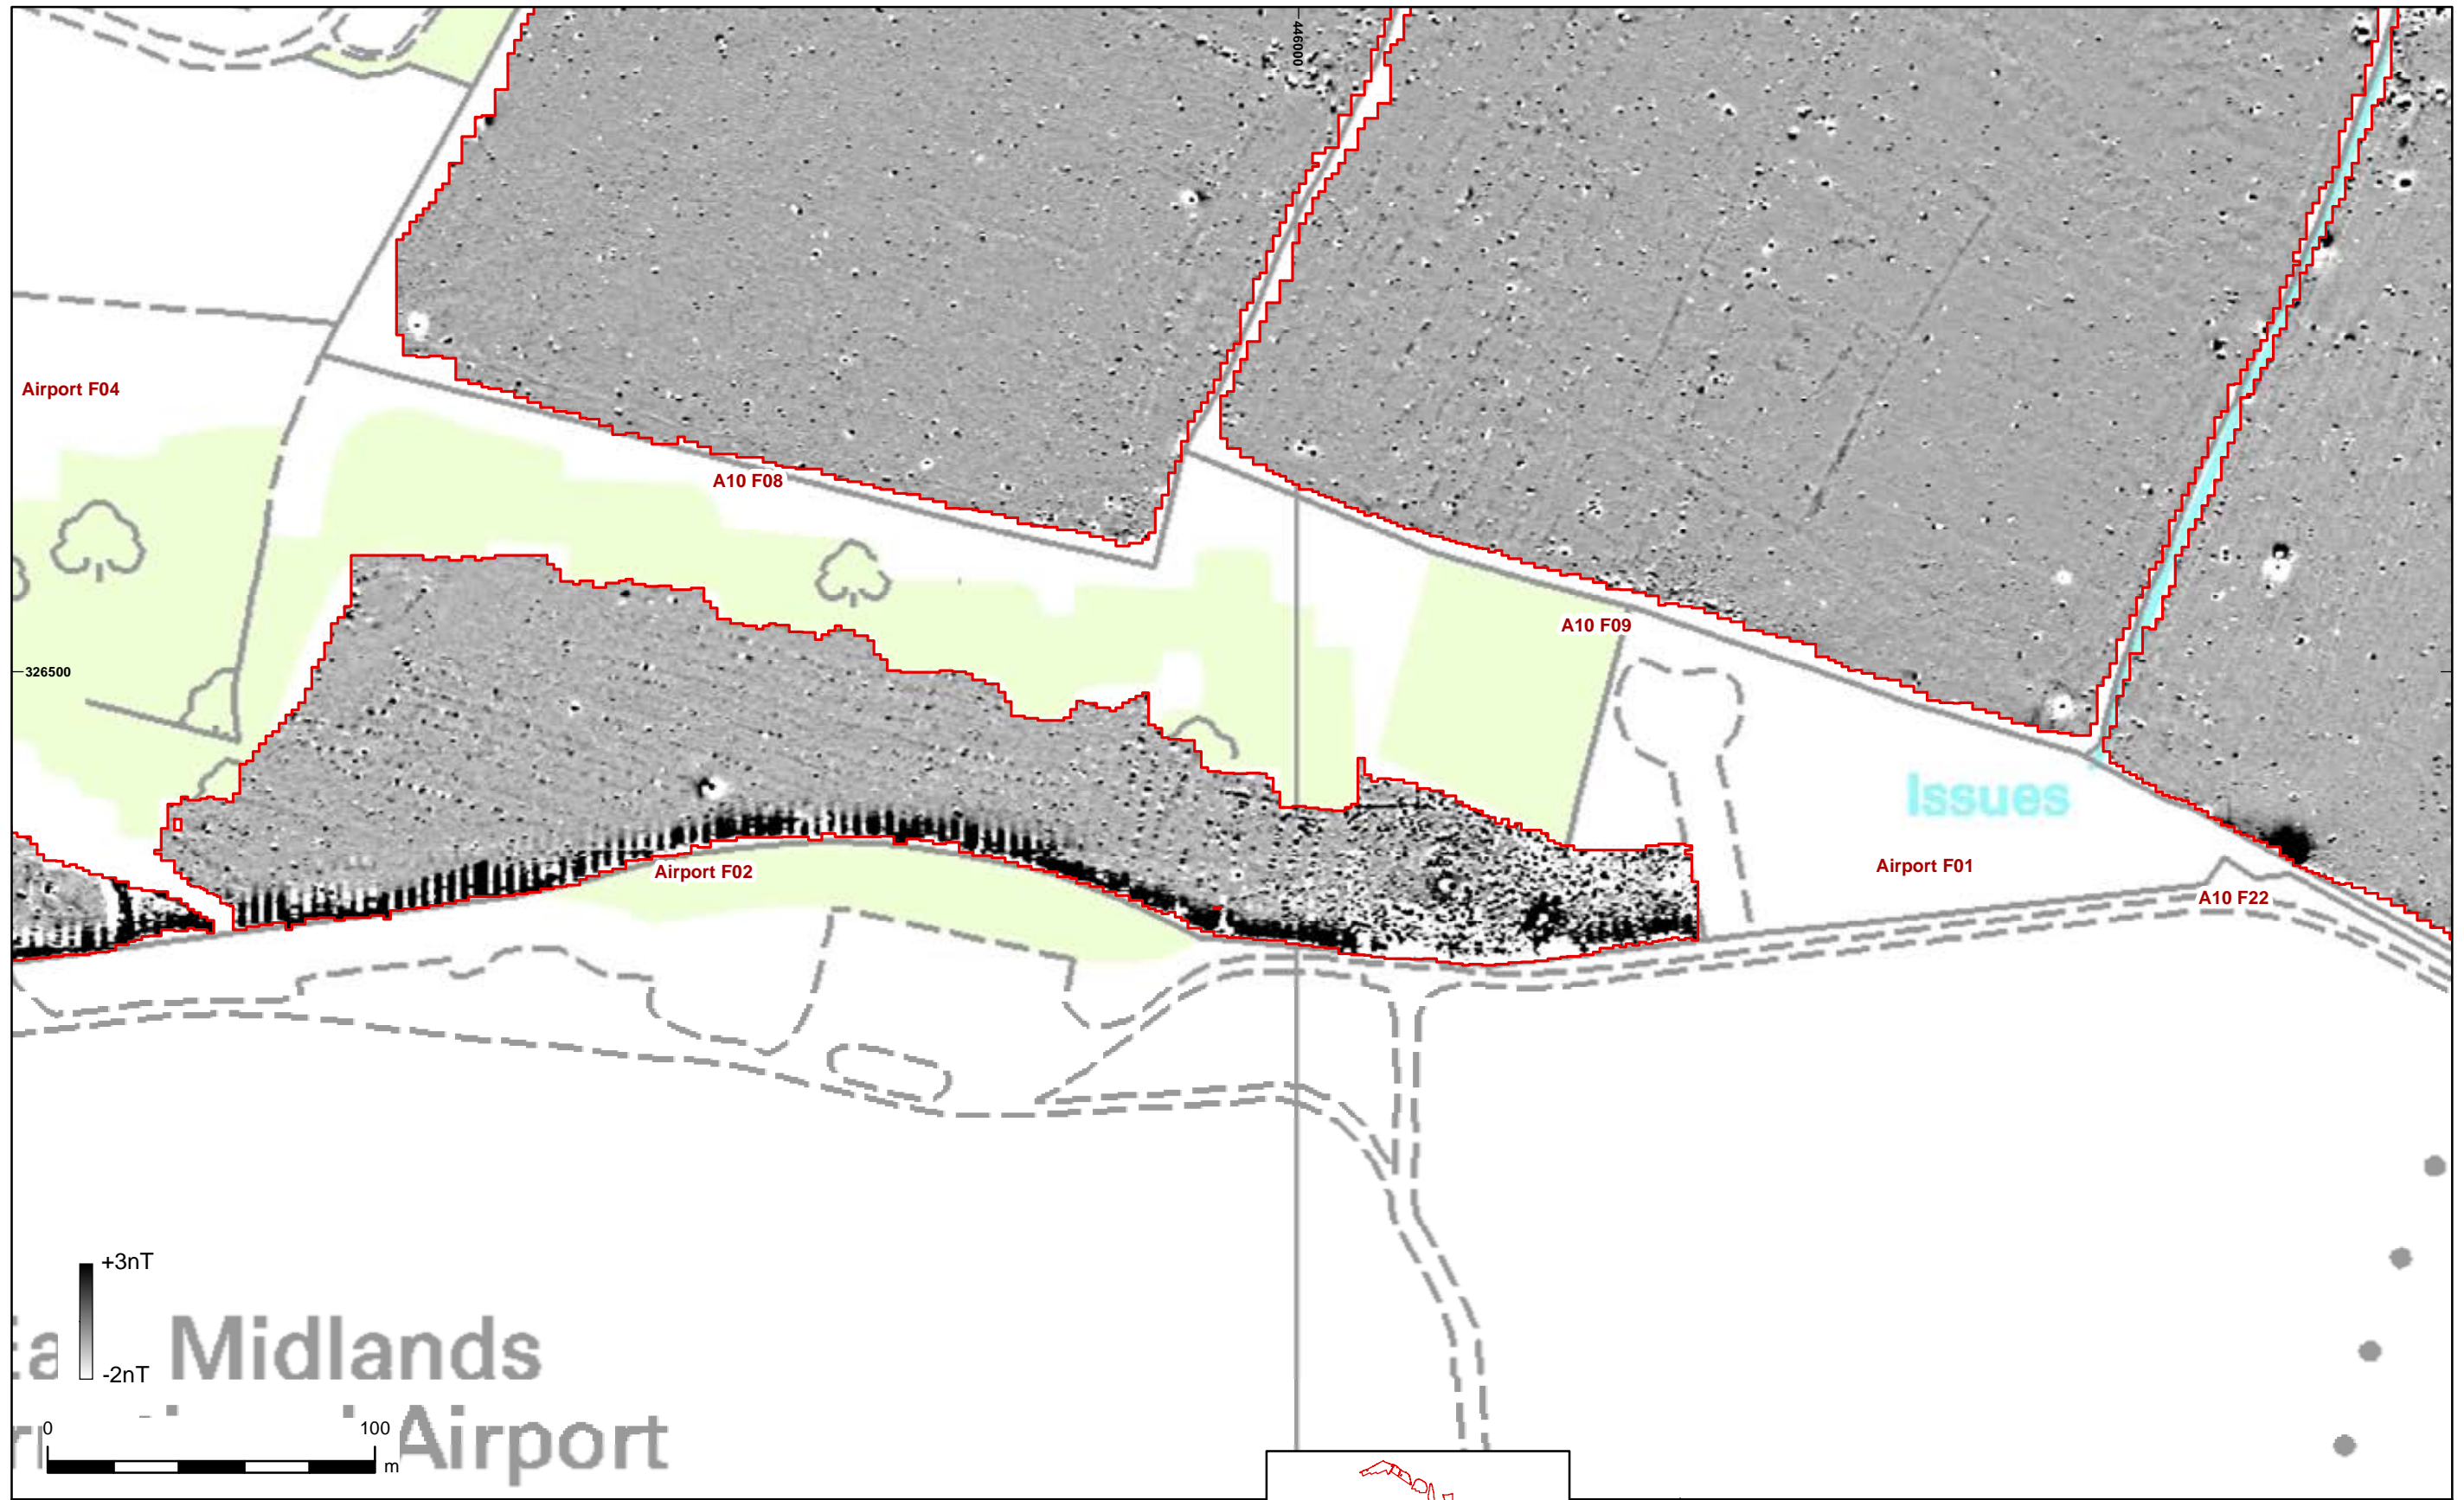 446000
Airport F04
A10 F08
A10 F09
326500
Issues
Airport F02
Airport F01
A10 F22
+3nT
-2nT
Midlands
Airport
0 100
m